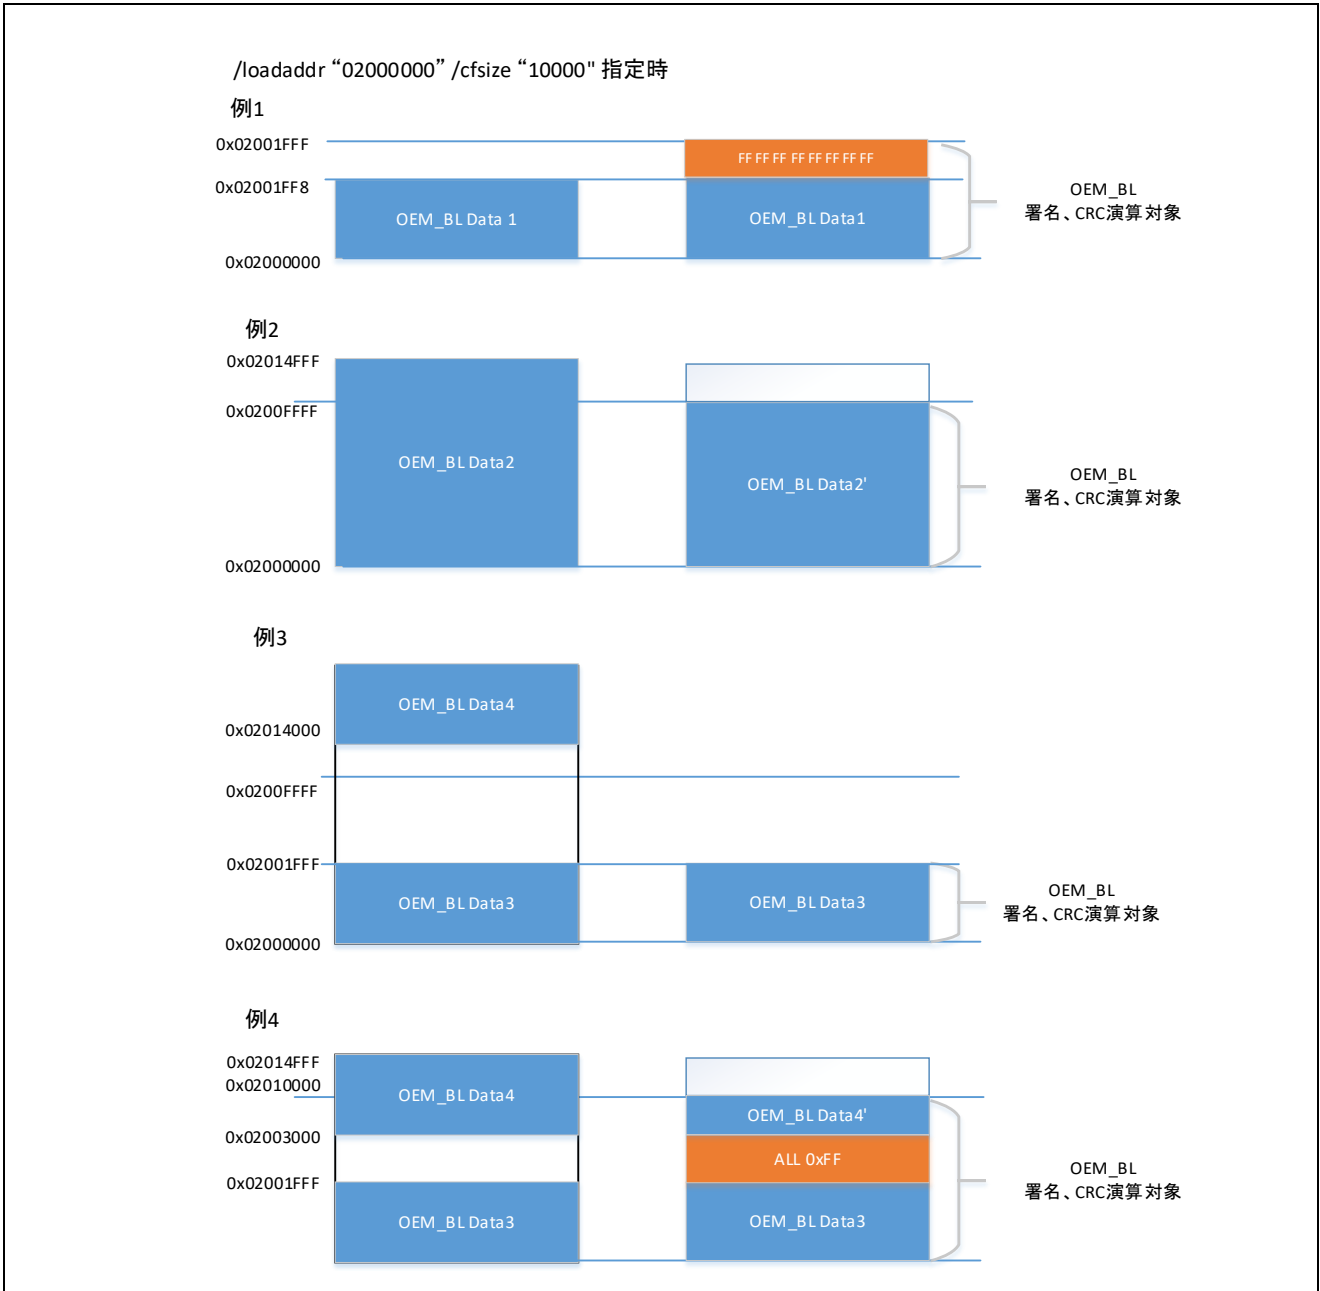 /loadaddr “02000000” /cfsize “10000" 指定時
例1
0x02001FFF
FF FF FF FF FF FF FF FF
0x02001FF8
OEM_BL Data 1
OEM_BL Data1
OEM_BL
署名、CRC演算対象
0x02000000
例2
0x02014FFF
0x0200FFFF
OEM_BL Data2
OEM_BL Data2'
OEM_BL
署名、CRC演算対象
0x02000000
例3
OEM_BL Data4
0x02014000
0x0200FFFF
0x02001FFF
OEM_BL Data3
OEM_BL Data3
OEM_BL
署名、CRC演算対象
0x02000000
例4
0x02014FFF
0x02010000
OEM_BL Data4
OEM_BL Data4'
0x02003000
ALL 0xFF
0x02001FFF
OEM_BL Data3
OEM_BL Data3
OEM_BL
署名、CRC演算対象